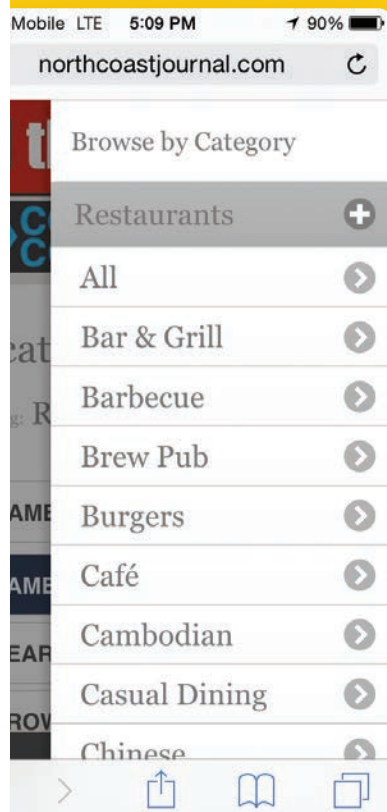 Mobile LTE 5:09 PM 90%
northcoastjournal.com
Browse by Category
Restaurants
All
Bar & Grill
Barbecue
Brew Pub
Burgers
Café
Cambodian
Casual Dining
Chinese